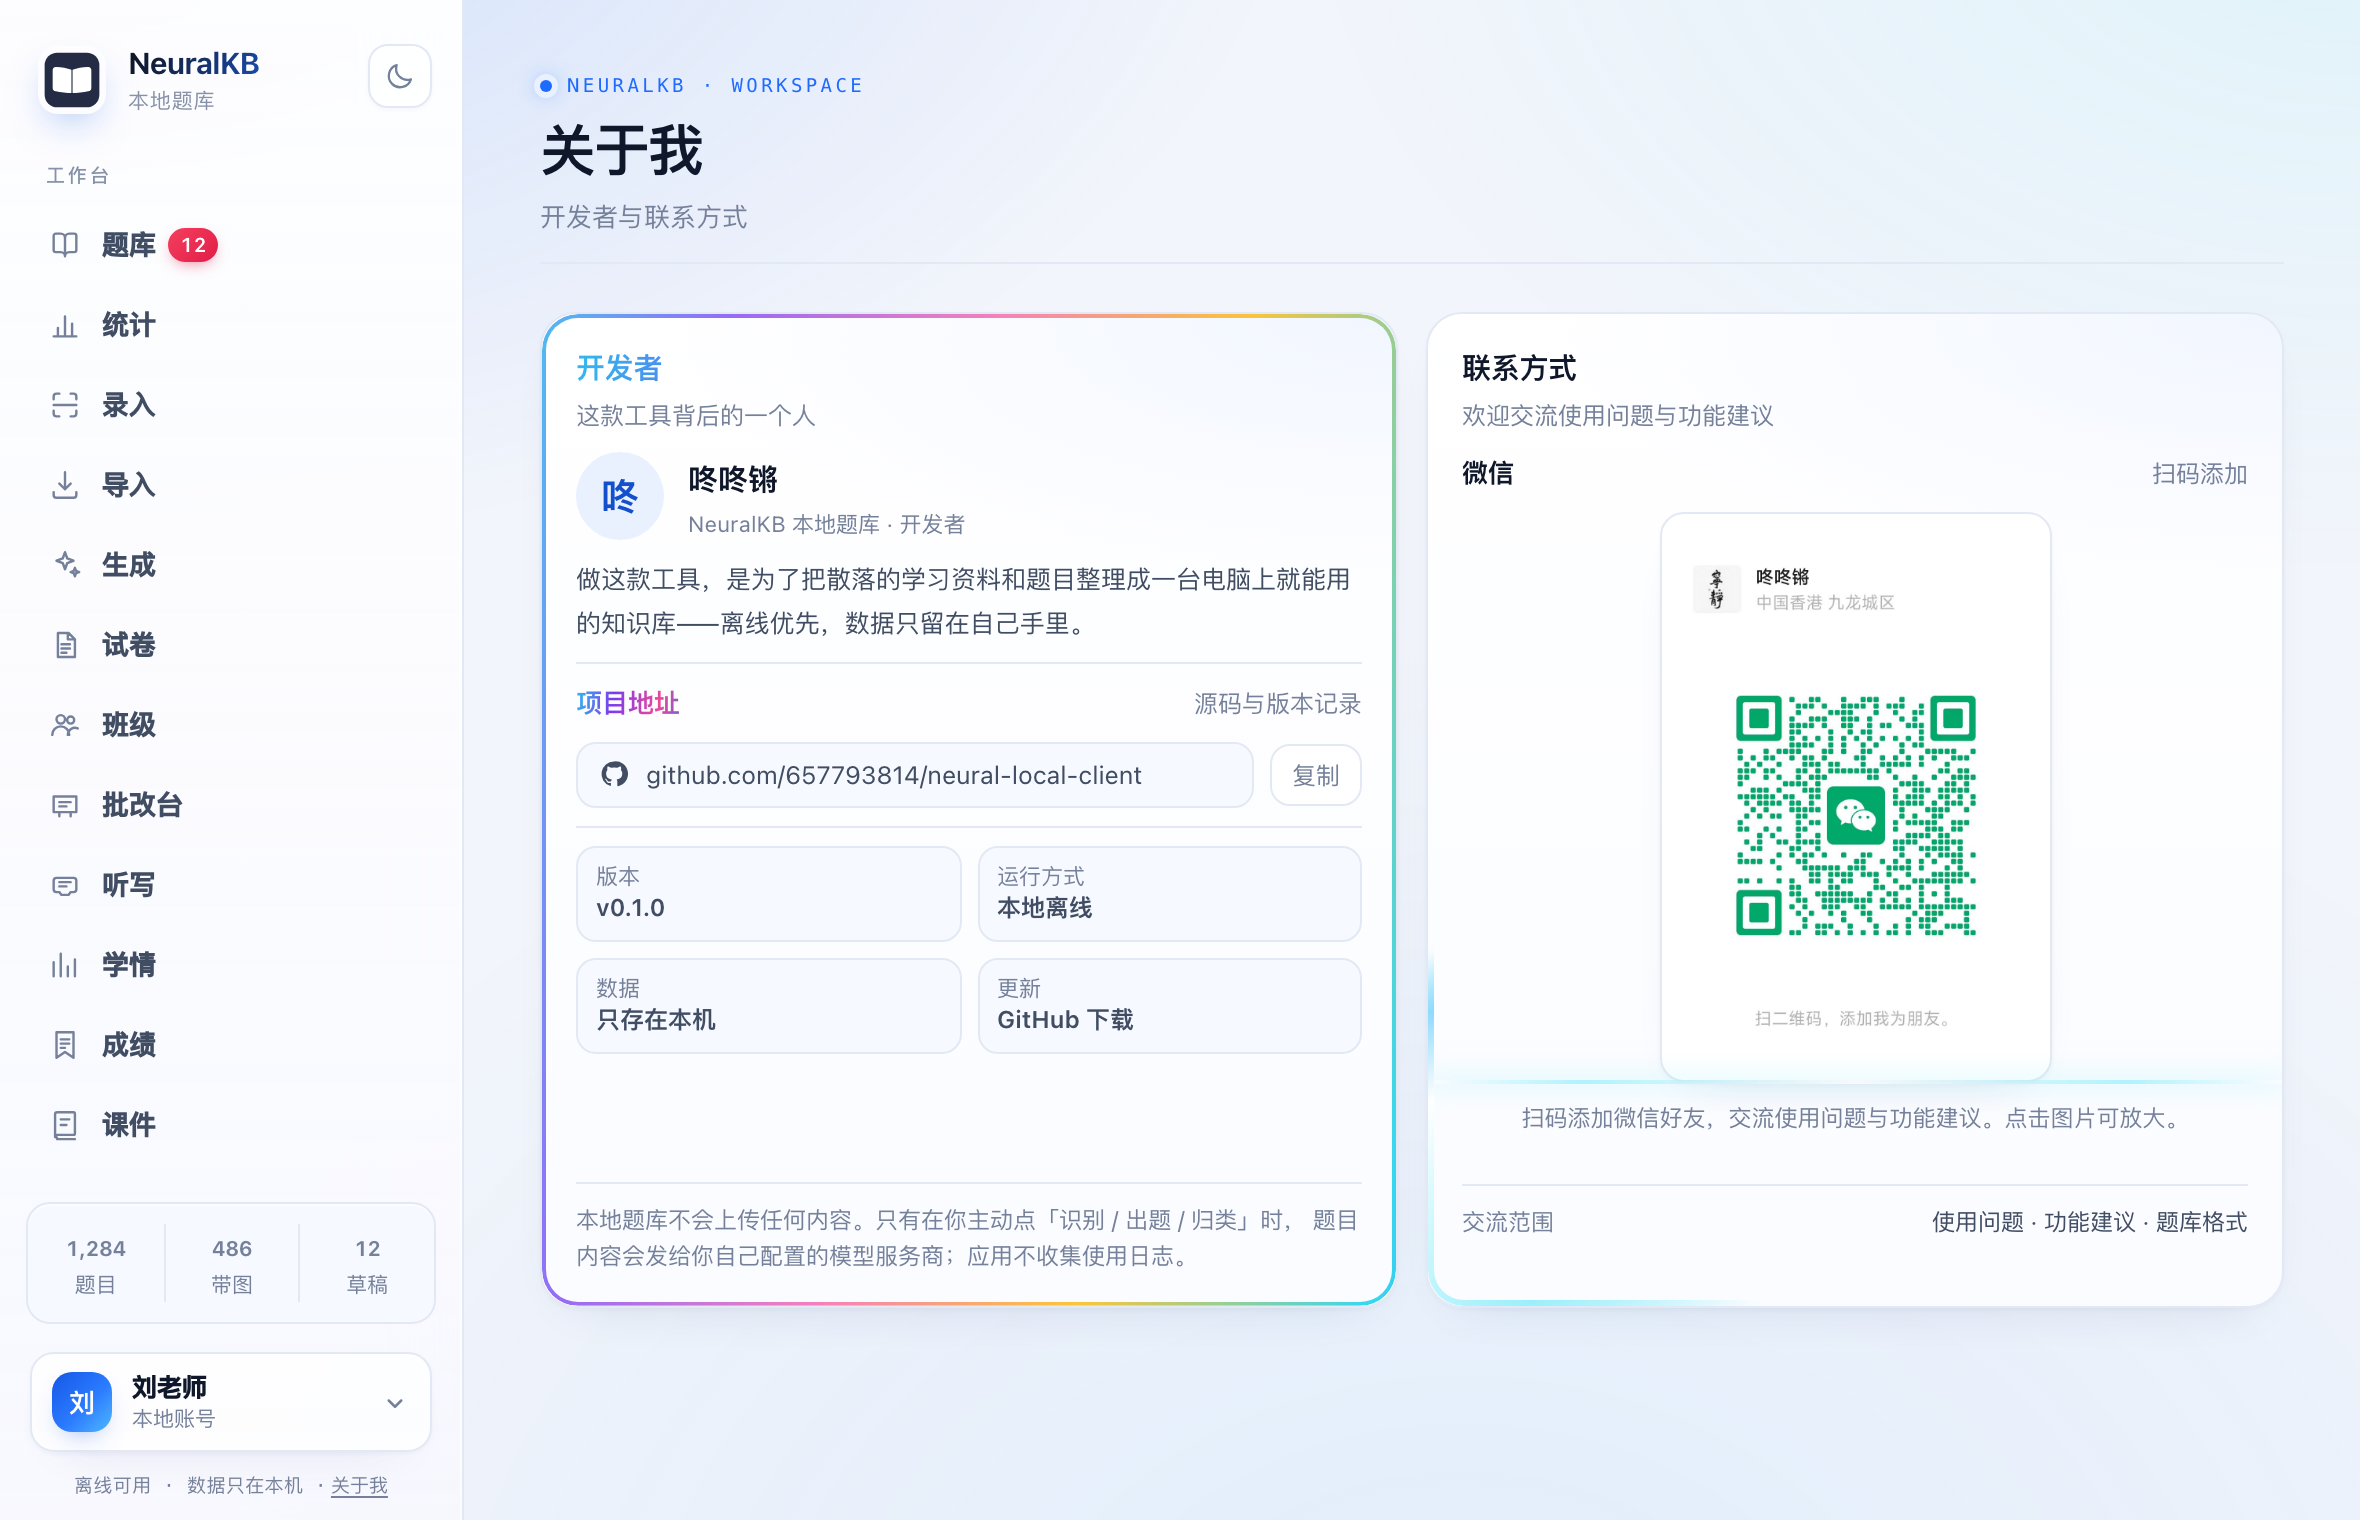 NeuralKB
本地题库
工作台
题库 12
统计
录入
导入
生成
试卷
班级
批改台
听写
学情
成绩
课件
1,284 486 12
题目 带图 草稿
刘 刘老师
本地账号
离线可用 · 数据只在本机 · 关于我
NEURALKB · WORKSPACE
关于我
开发者与联系方式
开发者
这款工具背后的一个人
咚 咚咚锵
NeuralKB 本地题库 · 开发者
做这款工具，是为了把散落的学习资料和题目整理成一台电脑上就能用
的知识库——离线优先，数据只留在自己手里。
项目地址 源码与版本记录
github.com/657793814/neural-local-client 复制
版本
v0.1.0
运行方式
本地离线
数据
只存在本机
更新
GitHub 下载
本地题库不会上传任何内容。只有在你主动点「识别 / 出题 / 归类」时， 题目
内容会发给你自己配置的模型服务商；应用不收集使用日志。
联系方式
欢迎交流使用问题与功能建议
微信 扫码添加
寧靜
咚咚锵
中国香港 九龙城区
扫二维码，添加我为朋友。
扫码添加微信好友，交流使用问题与功能建议。点击图片可放大。
交流范围 使用问题 · 功能建议 · 题库格式